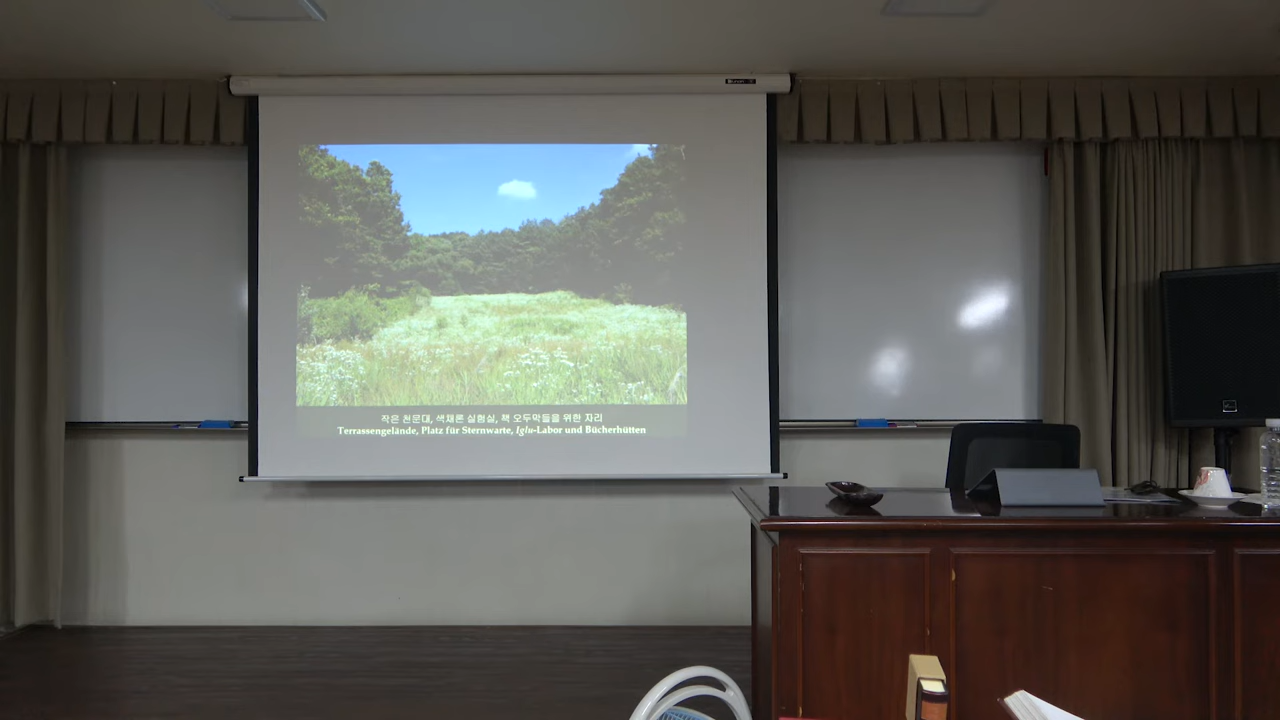 작은 천문대, 색채론 실험실, 책 오두막들을 위한 자리
Terrassengelände, Platz für Sternwarte, Iglu-Labor und Bücherhütten